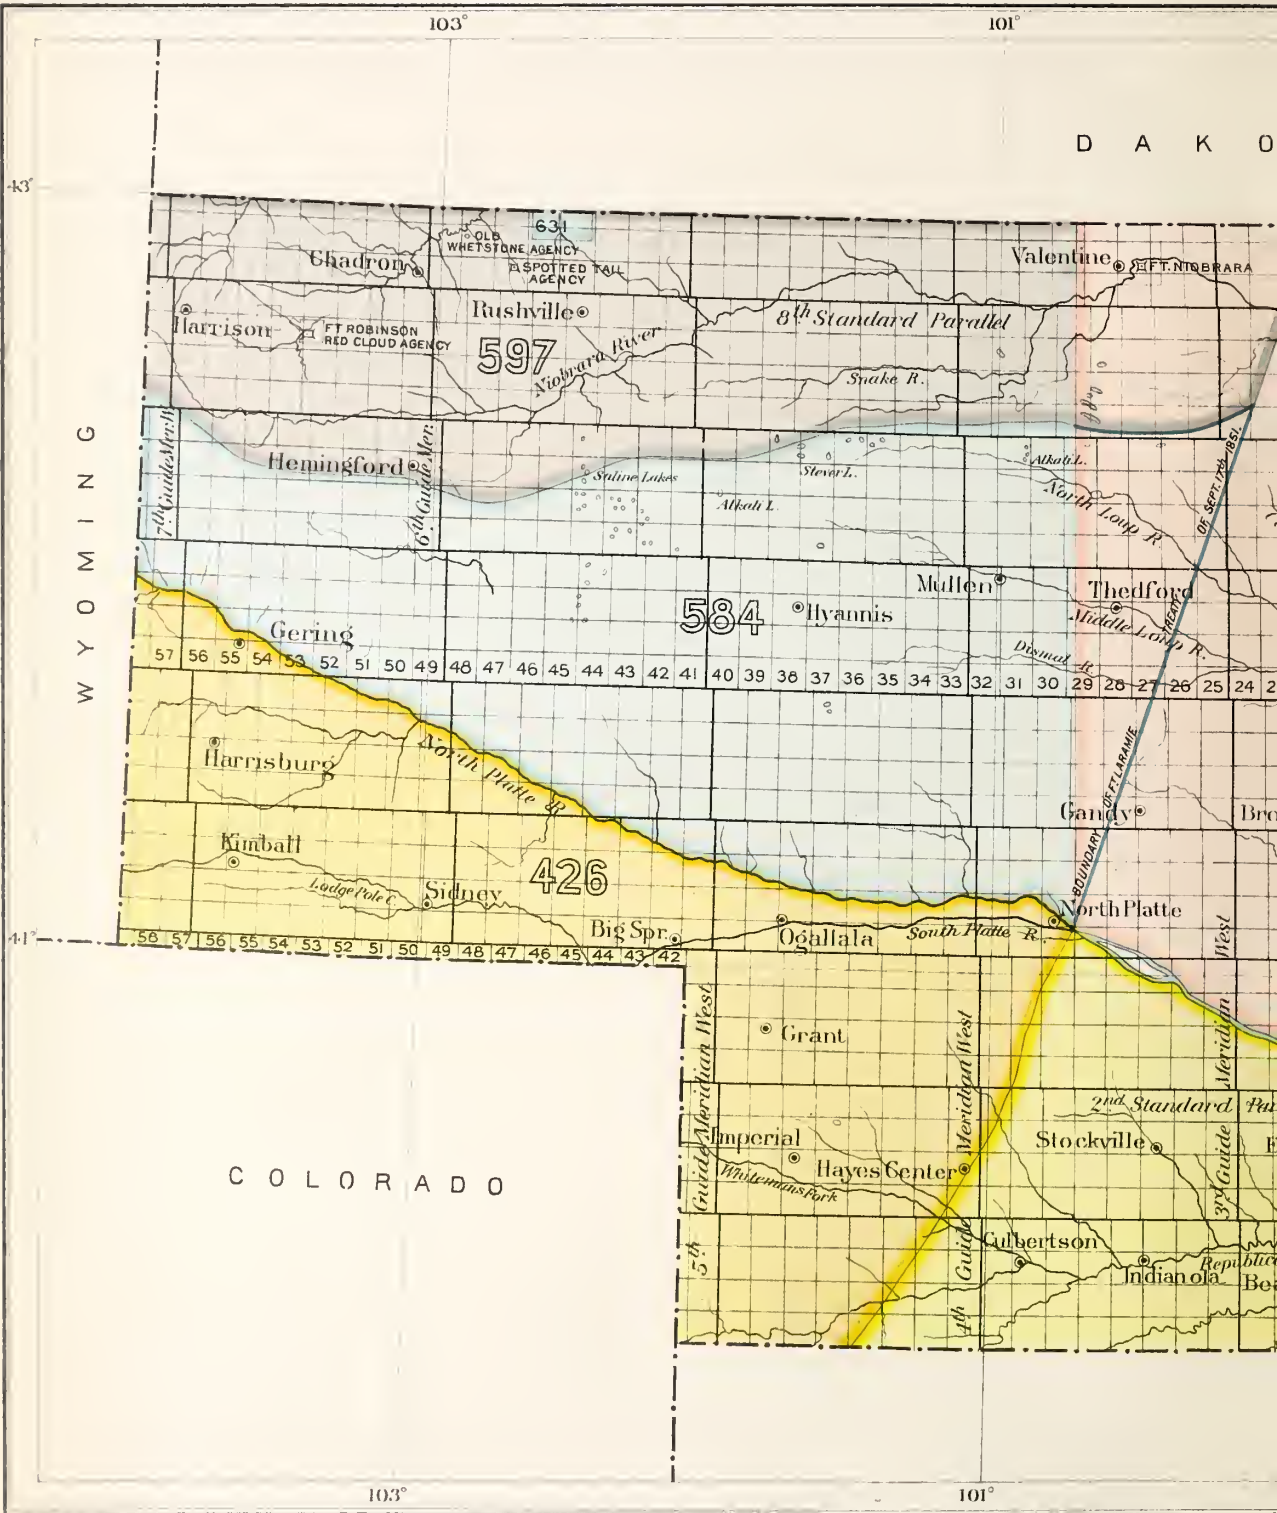 103°
101°
D A K O
43°
631
OLD
WHETSTONE AGENCY
SPOTTED TAIL
AGENCY
Chadron
Valentine
FT. NIOBRARA
Rushville
8th Standard Parallel
Harrison
FT ROBINSON
RED CLOUD AGENCY
597
Niobrara River
Snake R.
WYOMING
7th Guide Mer. W
Hemingford
6th Guide Mer.
Saline Lakes
Stever L.
Alkali L.
Alkali L
North Loup R
OF SEPT. 17th 1851.
Mullen
Thedford
584
Hyannis
Middle Loup R.
TREATY
Gering
Dismal R
57 56 55 54 53 52 51 50 49 48 47 46 45 44 43 42 41 40 39 38 37 36 35 34 33 32 31 30 29 28 27 26 25 24 2
Harrisburg
North Platte R
BOUNDARY OF FT. LARAMIE
Gandy
Bro
Kimball
426
Lodge Pole C.
Sidney
North Platte
Big Spr.
Ogallala
South Platte R.
West
41°
58 57 56 55 54 53 52 51 50 49 48 47 46 45 44 43 42
Grant
5th Guide Meridian West
4th Guide Meridian West
3rd Guide Meridian
2nd Standard Par
Imperial
Stockville
Hayes Center
Whitemans Fork
COLORADO
Culbertson
Republica
Indianola
Bea
103°
101°